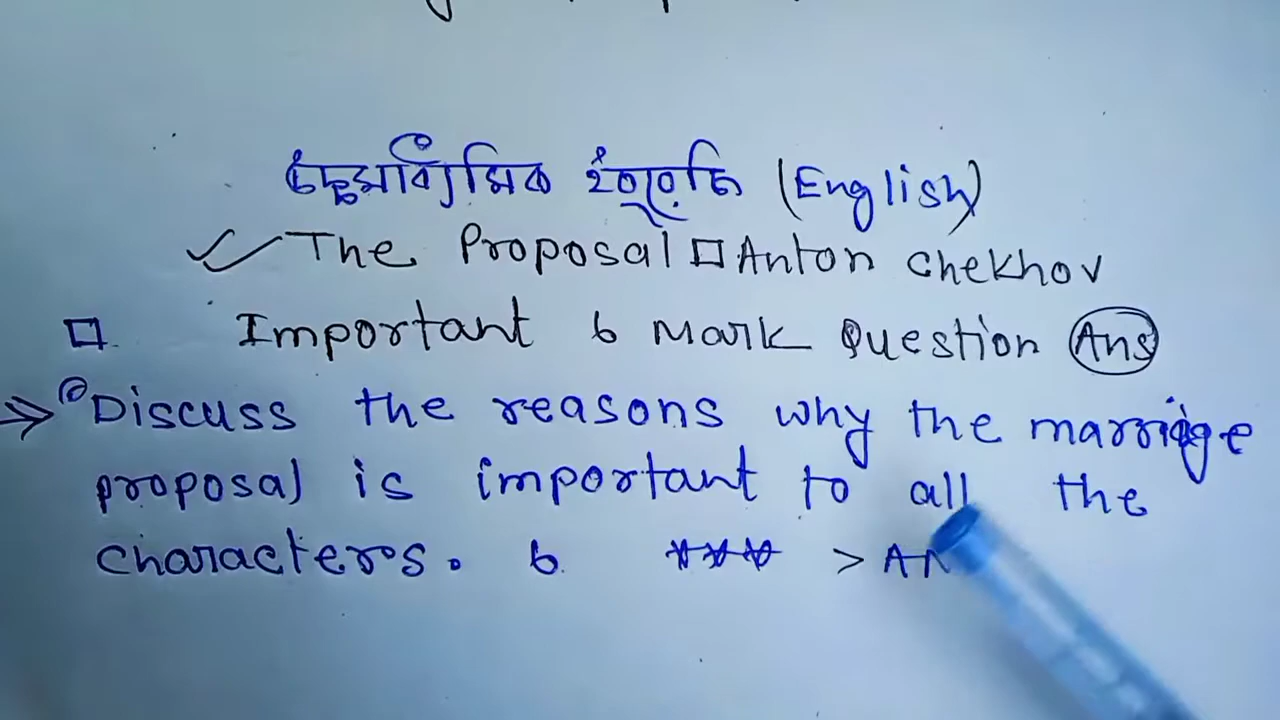 উচ্চমাধ্যমিক ইংরেজি (English)
The Proposal □ Anton Chekhov
□ Important 6 Mark Question Ans
⇒ Discuss the reasons why the marriage
proposal is important to all the
characters. 6 *** > AN